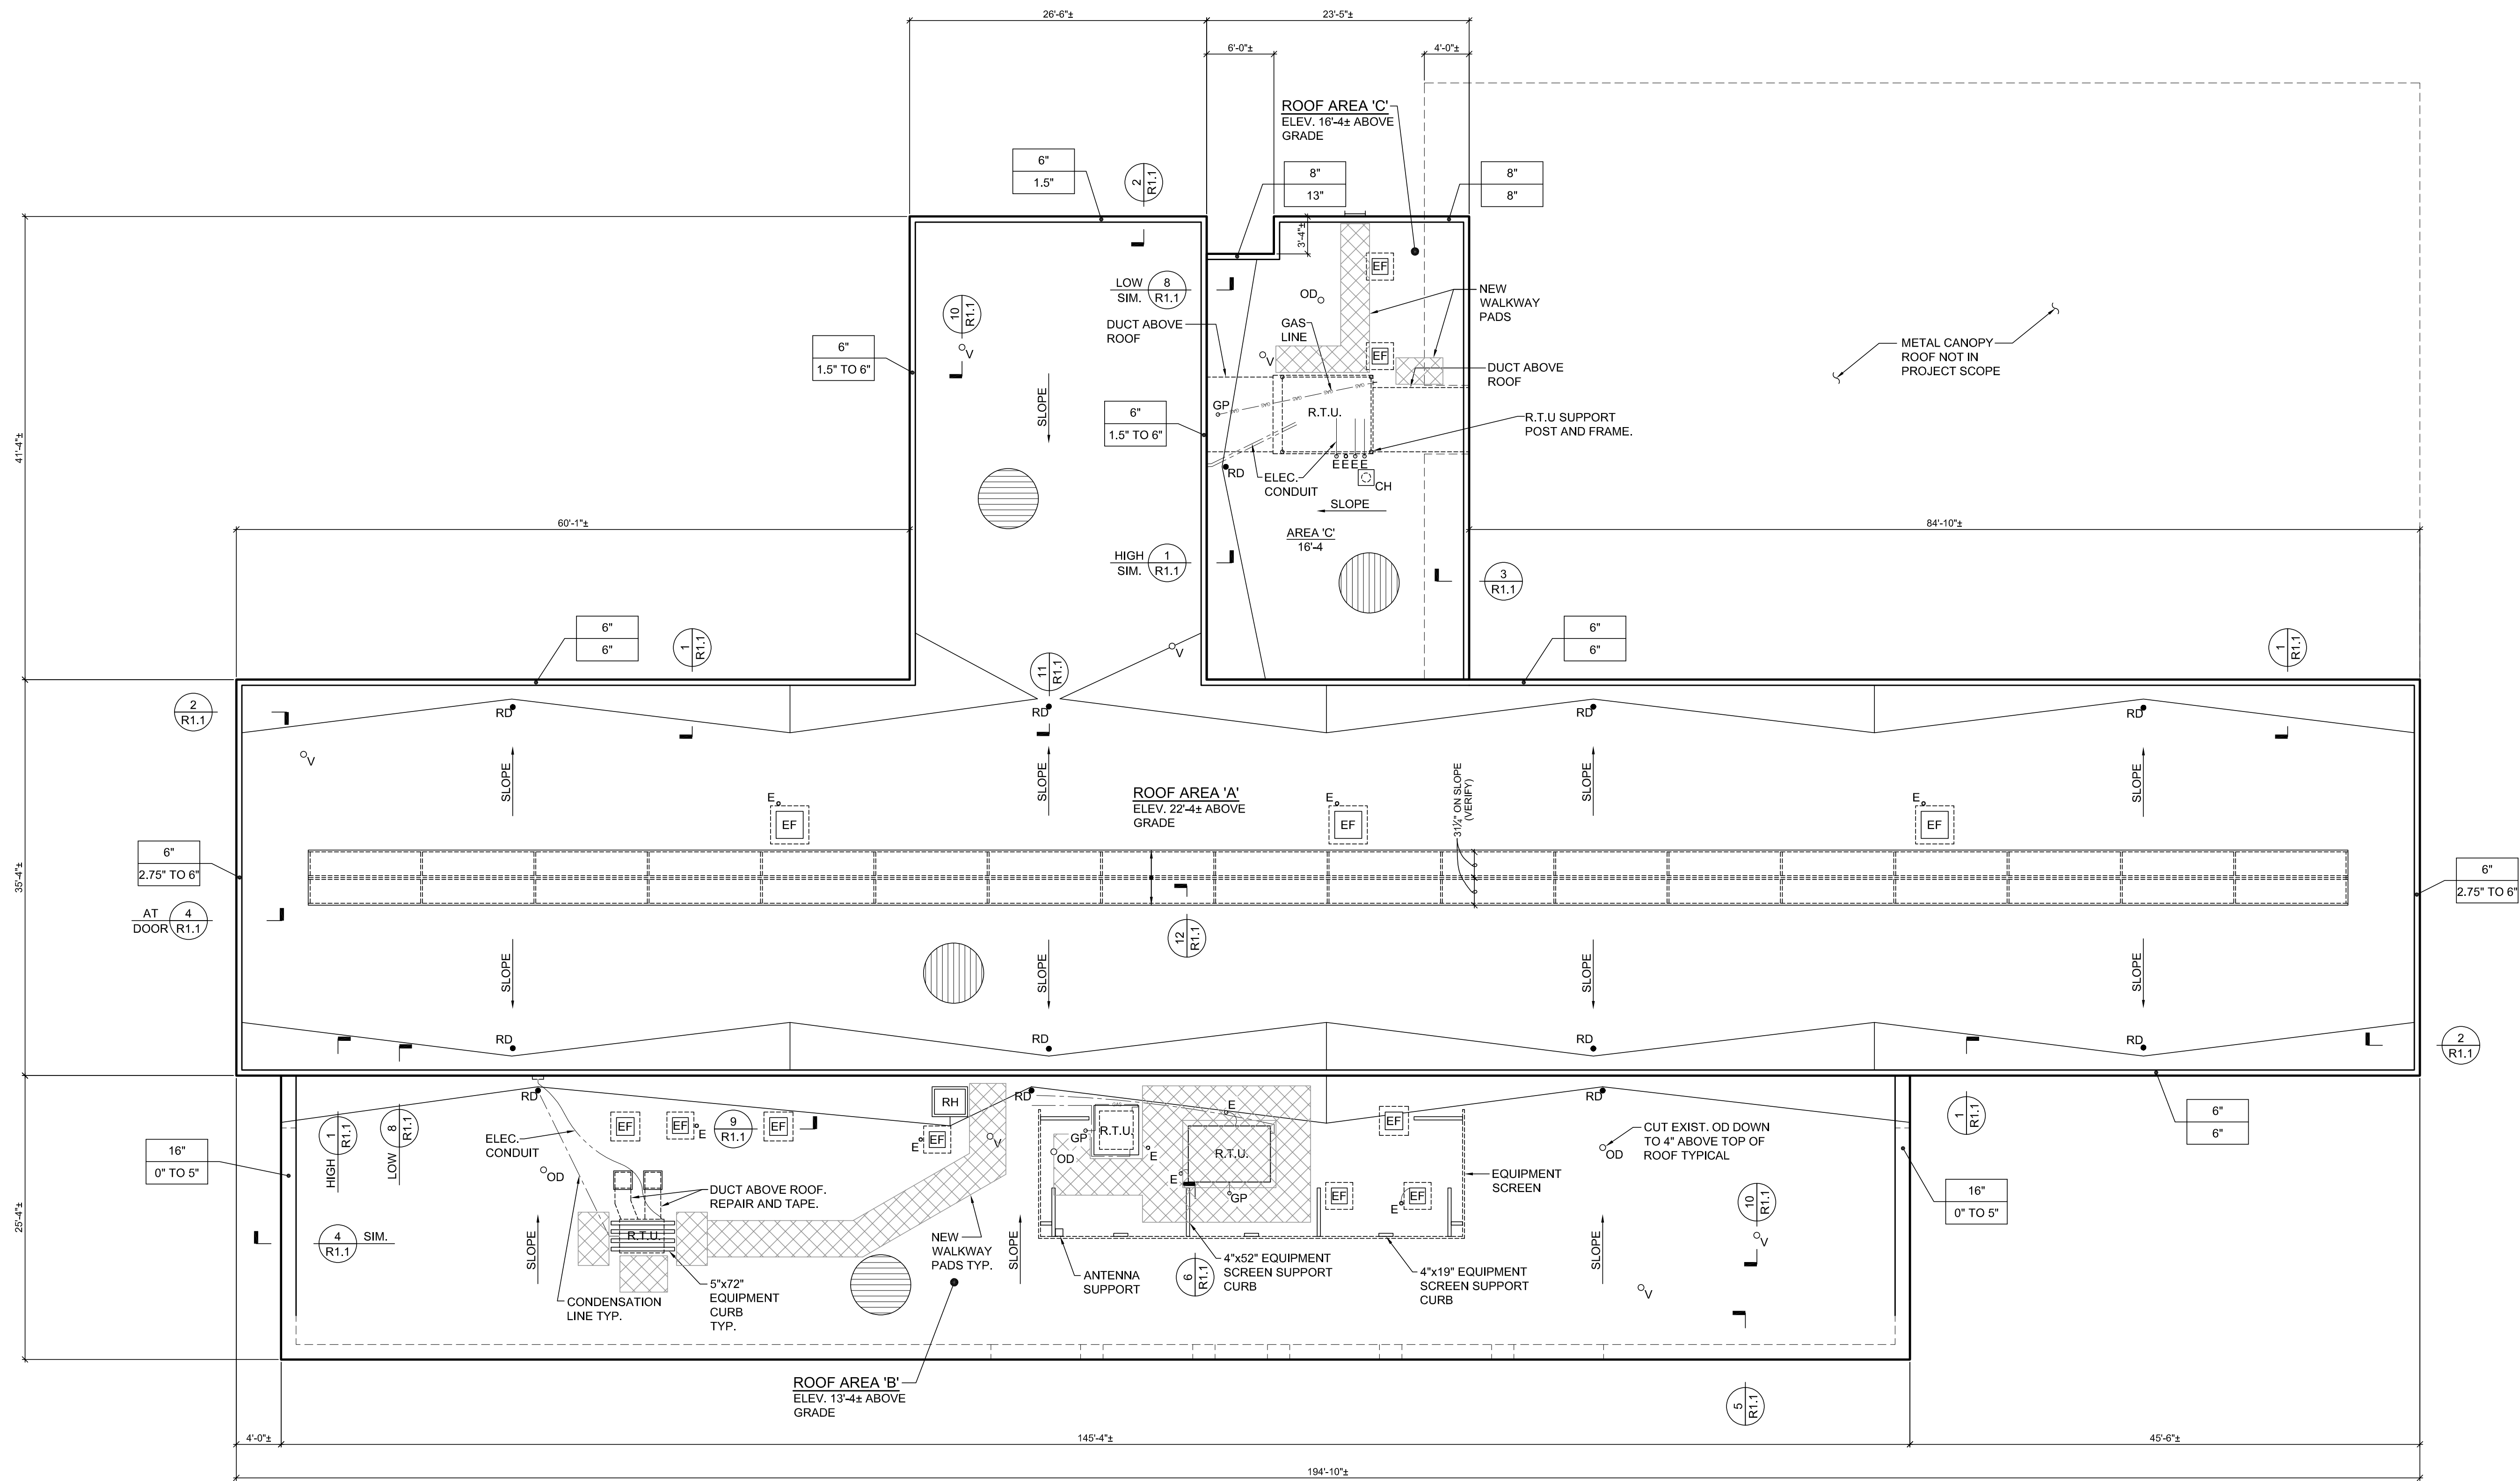 26'-6"±
23'-5"±
6'-0"±
4'-0"±
ROOF AREA 'C'
ELEV. 16'-4± ABOVE
GRADE
6"
1.5"
2
R1.1
8"
13"
8"
8"
3'-4"±
EF
LOW
SIM.
8
R1.1
OD
NEW
WALKWAY
PADS
10
R1.1
V
DUCT ABOVE
ROOF
GAS
LINE
V
EF
METAL CANOPY
ROOF NOT IN
PROJECT SCOPE
6"
1.5" TO 6"
DUCT ABOVE
ROOF
SLOPE
6"
1.5" TO 6"
GP
GAS
GAS
GAS
GAS
GAS
R.T.U.
R.T.U SUPPORT
POST AND FRAME.
41'-4"±
RD
E
E
E
E
ELEC.
CONDUIT
CH
SLOPE
60'-1"±
84'-10"±
AREA 'C'
16'-4
HIGH
SIM.
1
R1.1
3
R1.1
6"
6"
1
R1.1
V
11
R1.1
6"
6"
1
R1.1
2
R1.1
RD
RD
RD
RD
V
SLOPE
SLOPE
SLOPE
SLOPE
ROOF AREA 'A'
ELEV. 22'-4± ABOVE
GRADE
31¼" ON SLOPE
(VERIFY)
E
EF
E
EF
E
EF
6"
2.75" TO 6"
35'-4"±
6"
2.75" TO 6"
AT
DOOR
4
R1.1
12
R1.1
SLOPE
SLOPE
SLOPE
SLOPE
RD
RD
RD
RD
2
R1.1
RD
RH
RD
RD
6"
6"
1
R1.1
HIGH
8
R1.1
LOW
ELEC.
CONDUIT
EF
EF
E
9
R1.1
EF
E
EF
V
GAS
GP
R.T.U.
OD
E
E
R.T.U.
E
GP
EF
CUT EXIST. OD DOWN
TO 4" ABOVE TOP OF
ROOF TYPICAL
OD
1
R1.1
16"
0" TO 5"
OD
DUCT ABOVE ROOF.
REPAIR AND TAPE.
EF
EF
E
EQUIPMENT
SCREEN
16"
0" TO 5"
10
R1.1
V
25'-4"±
4
R1.1
SIM.
SLOPE
R.T.U.
NEW
WALKWAY
PADS TYP.
SLOPE
SLOPE
CONDENSATION
LINE TYP.
5"x72"
EQUIPMENT
CURB
TYP.
ANTENNA
SUPPORT
6
R1.1
4"x52" EQUIPMENT
SCREEN SUPPORT
CURB
4"x19" EQUIPMENT
SCREEN SUPPORT
CURB
V
ROOF AREA 'B'
ELEV. 13'-4± ABOVE
GRADE
5
R1.1
4'-0"±
145'-4"±
45'-6"±
194'-10"±